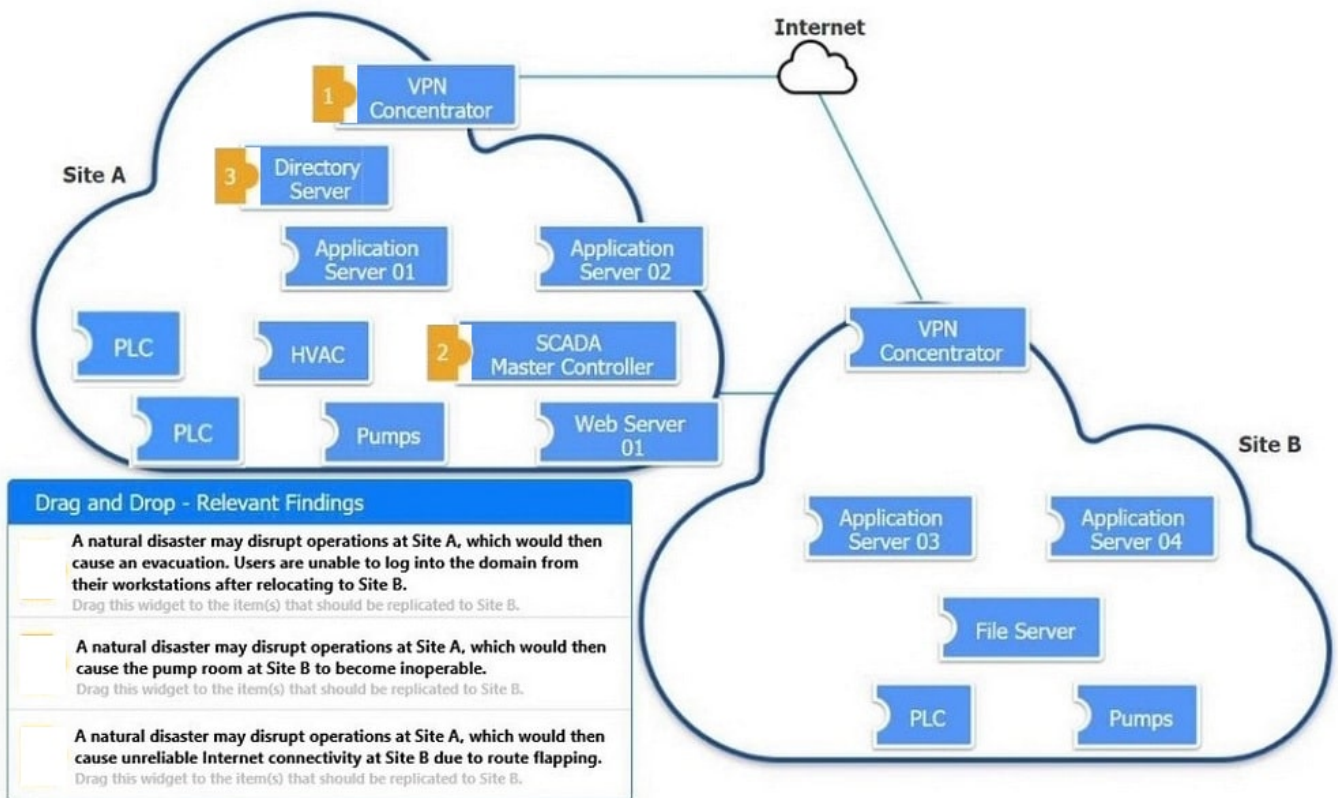 Internet
1
VPN
Concentrator
Site A
3
Directory
Server
Application
Server 01
Application
Server 02
PLC
HVAC
2
SCADA
Master Controller
PLC
Pumps
Web Server
01
VPN
Concentrator
Site B
Application
Server 03
Application
Server 04
File Server
PLC
Pumps
Drag and Drop - Relevant Findings
A natural disaster may disrupt operations at Site A, which would then
cause an evacuation. Users are unable to log into the domain from
their workstations after relocating to Site B.
Drag this widget to the item(s) that should be replicated to Site B.
A natural disaster may disrupt operations at Site A, which would then
cause the pump room at Site B to become inoperable.
Drag this widget to the item(s) that should be replicated to Site B.
A natural disaster may disrupt operations at Site A, which would then
cause unreliable Internet connectivity at Site B due to route flapping.
Drag this widget to the item(s) that should be replicated to Site B.